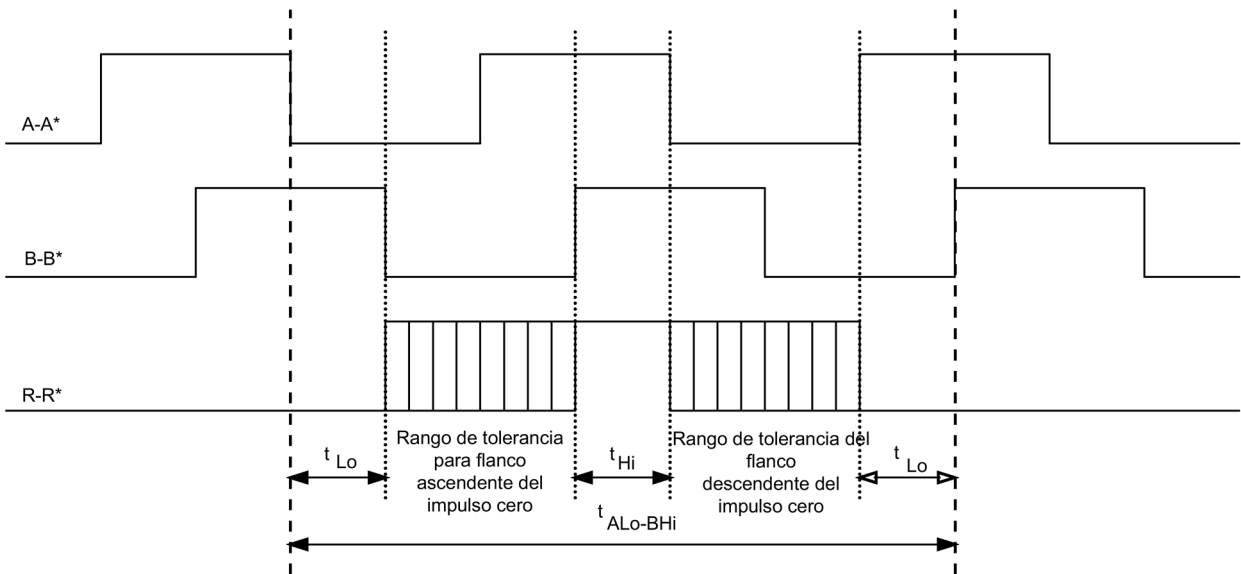 A-A*
B-B*
R-R*
t Lo
Rango de tolerancia
para flanco
ascendente del
impulso cero
t Hi
Rango de tolerancia del
flanco
descendente del
impulso cero
t Lo
t ALo-BHi